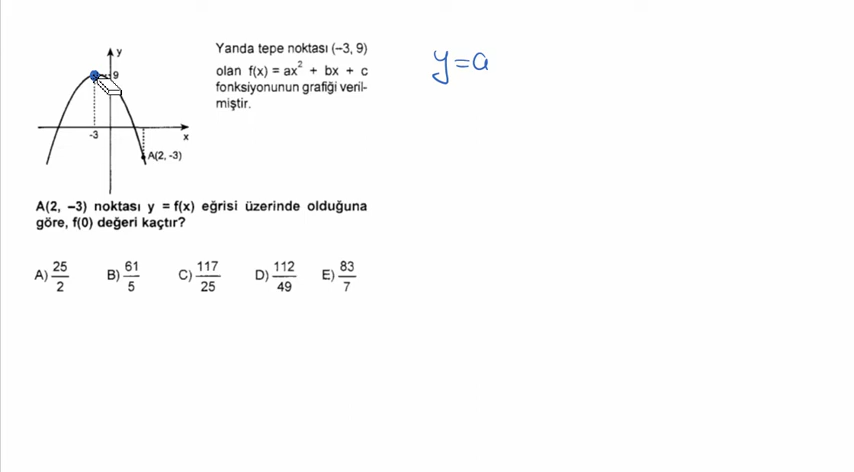 Yanda tepe noktası (–3, 9)
olan f(x) = ax² + bx + c
fonksiyonunun grafiği veril-
miştir.
y = a
y
9
-3
x
A(2, -3)
A(2, –3) noktası y = f(x) eğrisi üzerinde olduğuna
göre, f(0) değeri kaçtır?
A) 25/2 B) 61/5 C) 117/25 D) 112/49 E) 83/7